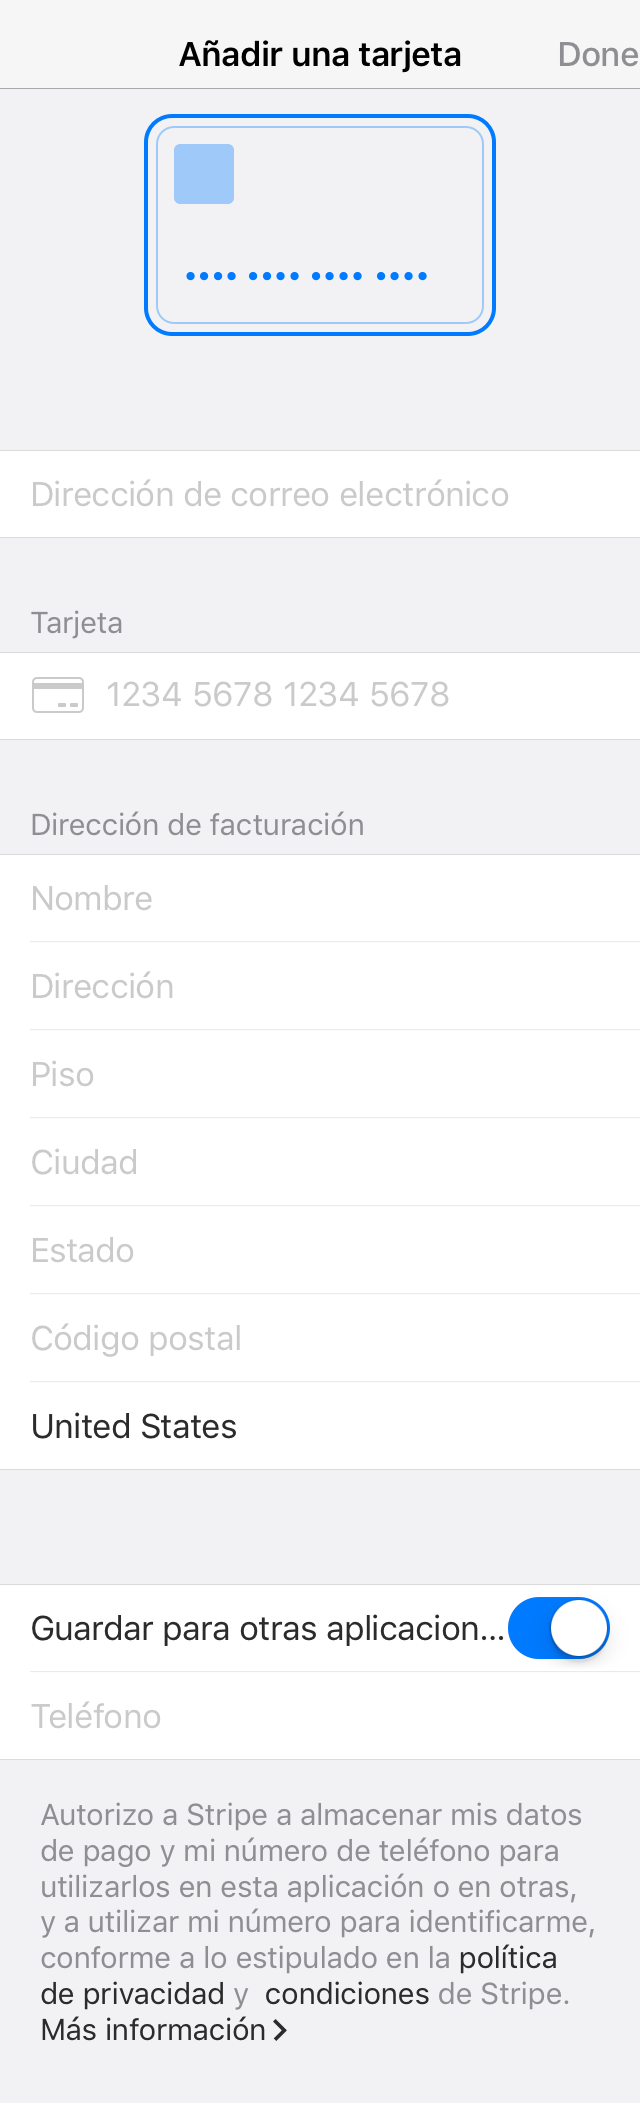 Añadir una tarjeta
Done
•••• •••• •••• ••••
Dirección de correo electrónico
Tarjeta
1234 5678 1234 5678
Dirección de facturación
Nombre
Dirección
Piso
Ciudad
Estado
Código postal
United States
Guardar para otras aplicacion...
Teléfono
Autorizo a Stripe a almacenar mis datos
de pago y mi número de teléfono para
utilizarlos en esta aplicación o en otras,
y a utilizar mi número para identificarme,
conforme a lo estipulado en la política
de privacidad y condiciones de Stripe.
Más información